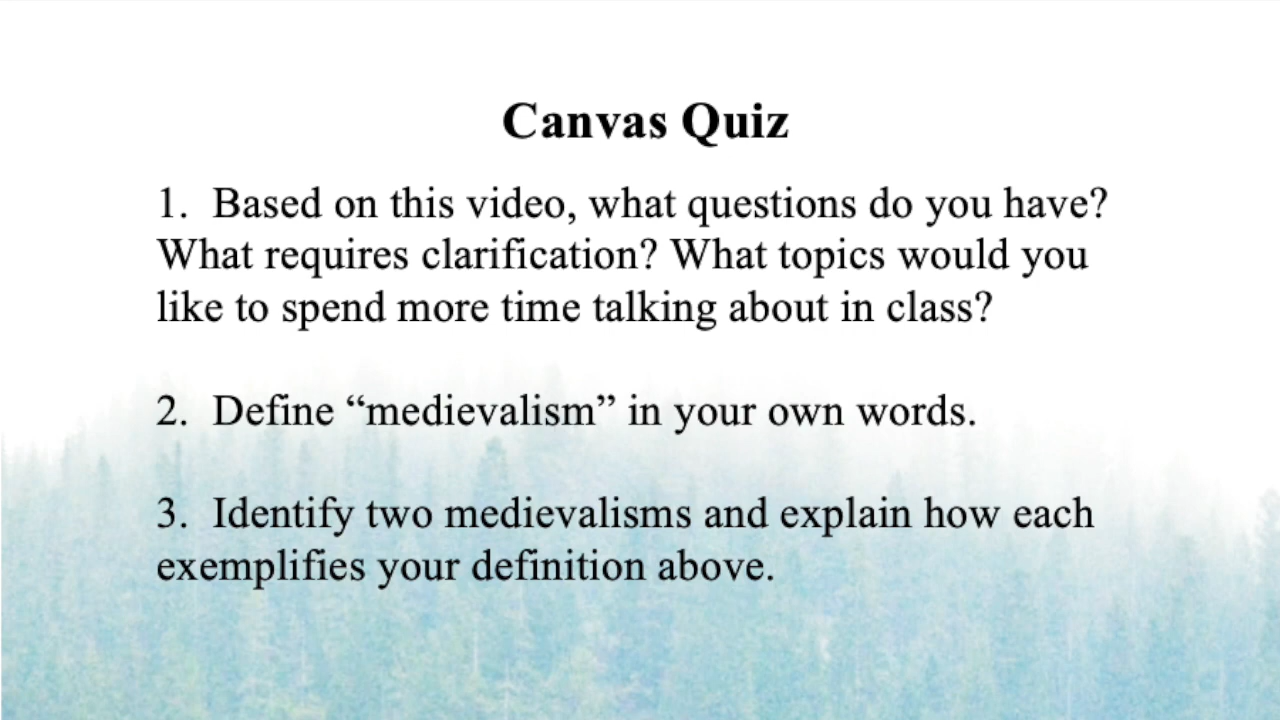 Canvas Quiz
1.  Based on this video, what questions do you have?
What requires clarification? What topics would you
like to spend more time talking about in class?
2.  Define “medievalism” in your own words.
3.  Identify two medievalisms and explain how each
exemplifies your definition above.